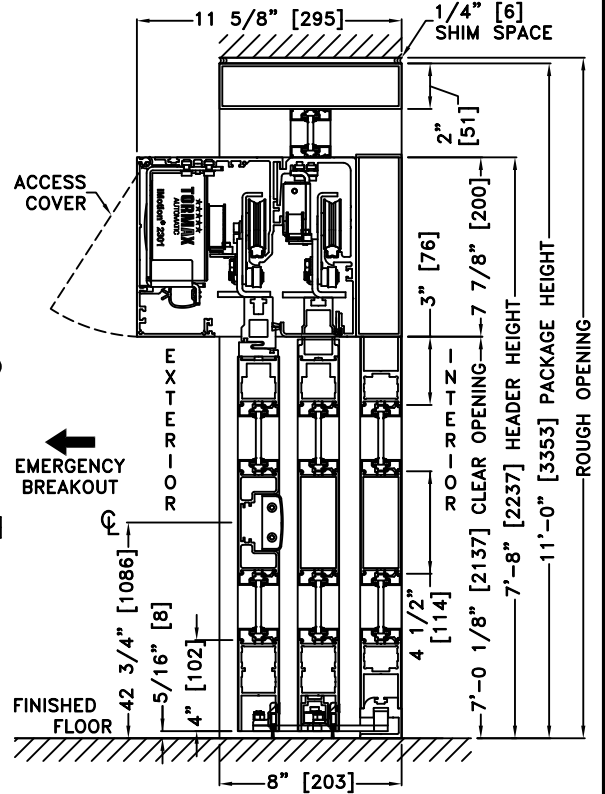 11 5/8" [295]
1/4" [6]
SHIM SPACE
2"
[51]
ACCESS
COVER
★★★★★
TORMAX
AUTOMATIC
iMotion® 2301
3" [76]
7 7/8" [200]
EXTERIOR
INTERIOR
EMERGENCY
BREAKOUT
℄
42 3/4" [1086]
5/16" [8]
4" [102]
4 1/2"
[114]
7'-0 1/8" [2137] CLEAR OPENING
7'-8" [2237] HEADER HEIGHT
11'-0" [3353] PACKAGE HEIGHT
ROUGH OPENING
FINISHED
FLOOR
8" [203]